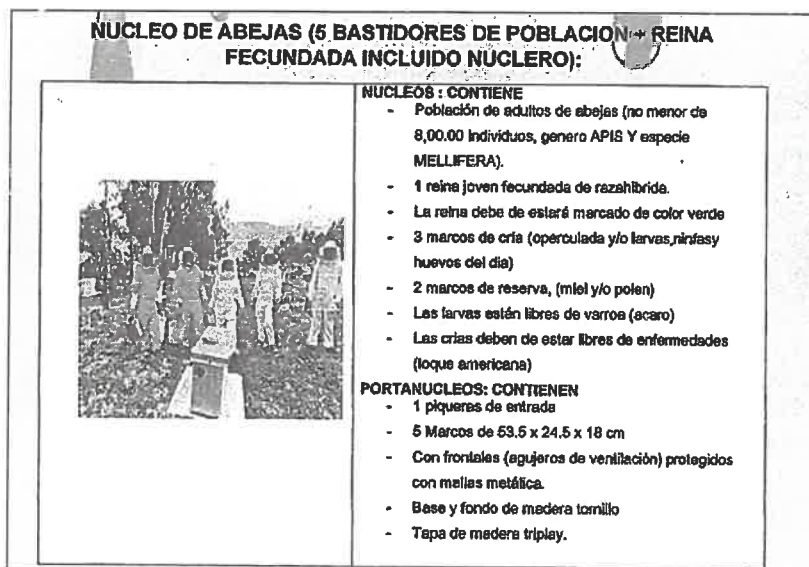 NUCLEO DE ABEJAS (5 BASTIDORES DE POBLACION + REINA
FECUNDADA INCLUIDO NUCLERO):
NUCLEOS : CONTIENE
- Población de adultos de abejas (no menor de
8,00.00 individuos, genero APIS Y especie
MELLIFERA).
- 1 reina joven fecundada de razahibrida.
- La reina debe de estará marcado de color verde
- 3 marcos de cría (operculada y/o larvas,ninfasy
huevos del dia)
- 2 marcos de reserva, (miel y/o polen)
- Las larvas están libres de varroa (acaro)
- Las crias deben de estar libres de enfermedades
(loque americana)
PORTANUCLEOS: CONTIENEN
- 1 piqueras de entrada
- 5 Marcos de 53.5 x 24.5 x 18 cm
- Con frontales (agujeros de ventilación) protegidos
con mallas metálica.
- Base y fondo de madera tornillo
- Tapa de madera triplay.